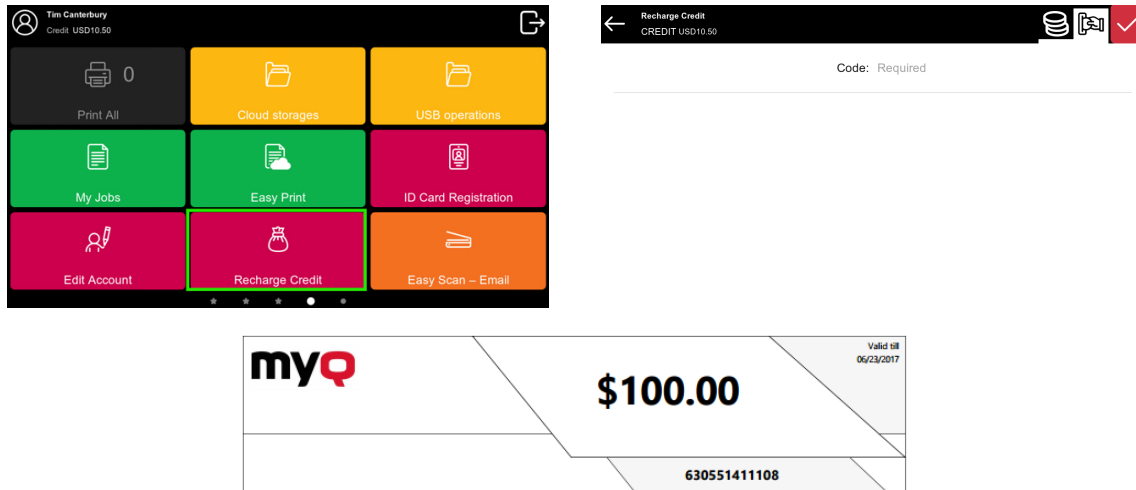 Tim Canterbury
Credit USD10.50
0
Print All
Cloud storages
USB operations
My Jobs
Easy Print
ID Card Registration
Edit Account
Recharge Credit
Easy Scan – Email
Recharge Credit
CREDIT USD10.50
Code: Required
myQ
$100.00
Valid till
06/23/2017
630551411108